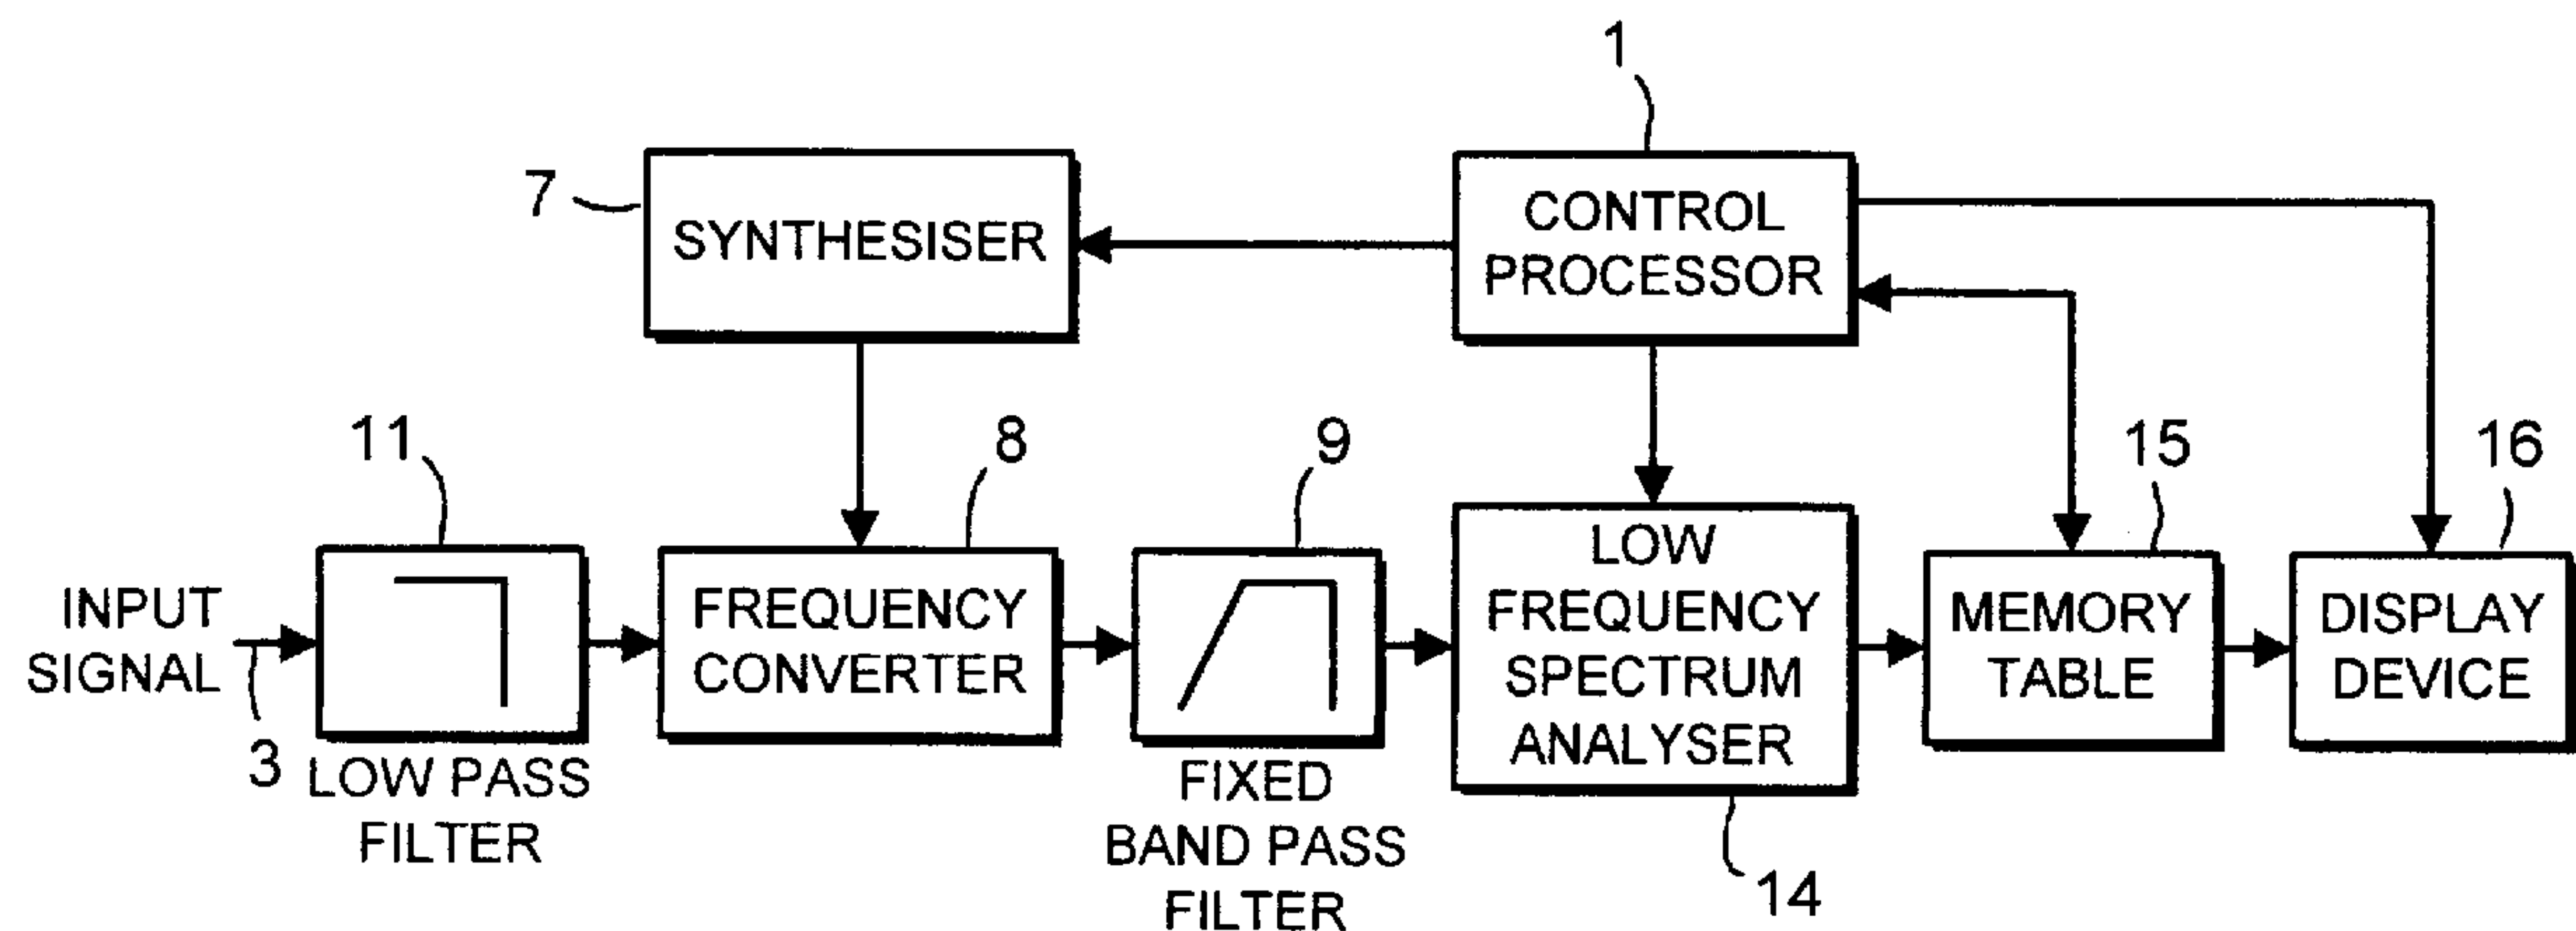 1
7
SYNTHESISER
CONTROL
PROCESSOR
11
8
9
15
16
INPUT
SIGNAL
3
LOW PASS
FILTER
FREQUENCY
CONVERTER
FIXED
BAND PASS
FILTER
LOW
FREQUENCY
SPECTRUM
ANALYSER
14
MEMORY
TABLE
DISPLAY
DEVICE